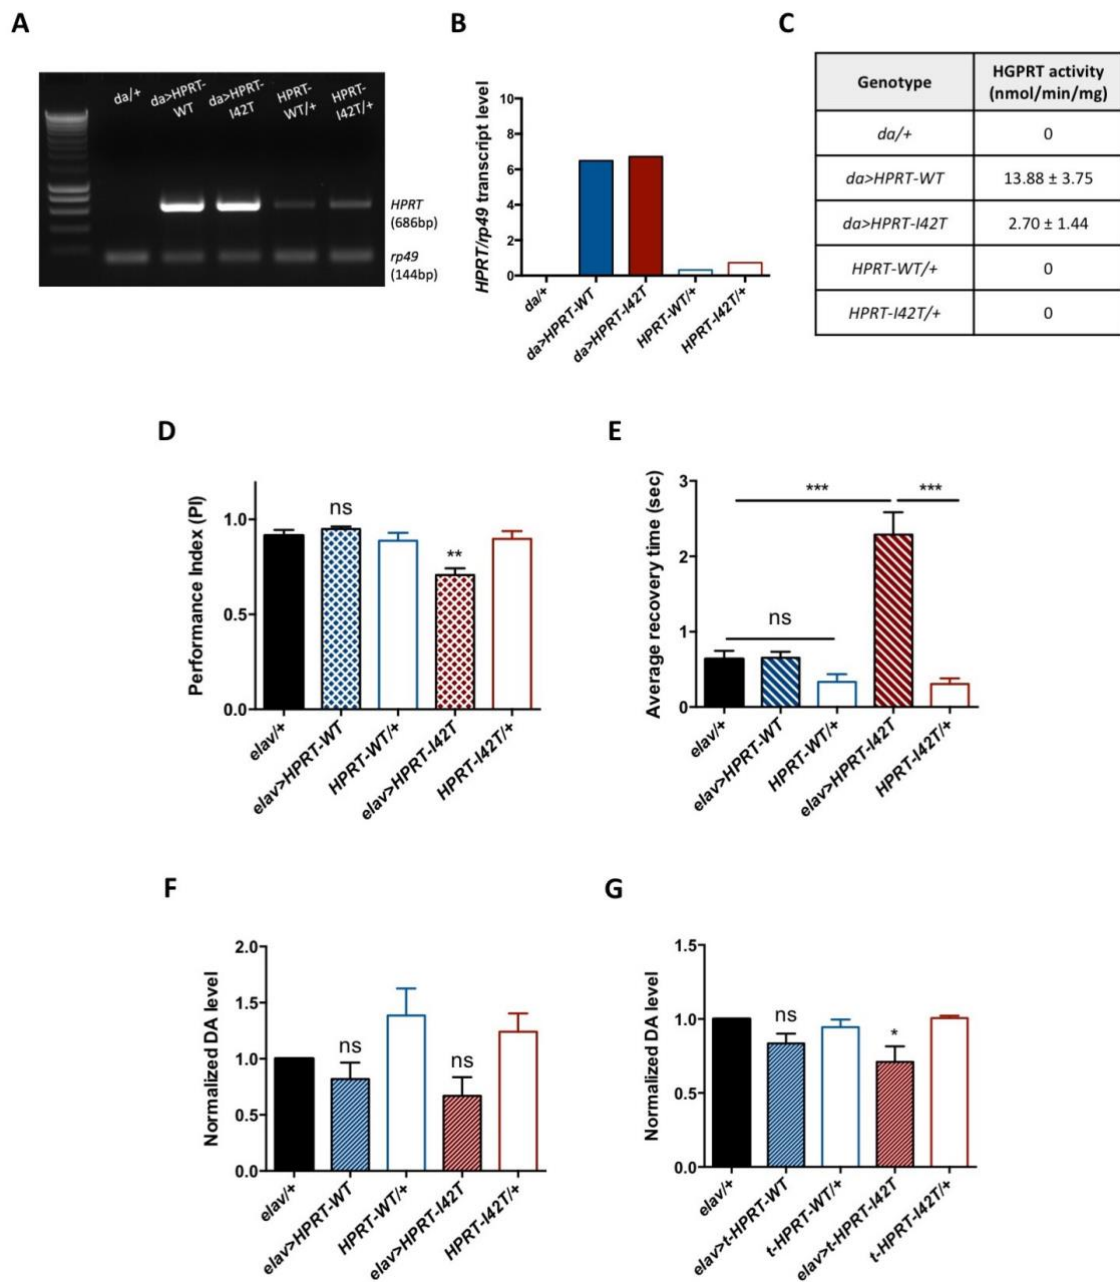 A
da/+
da>HPRT-
WT
da>HPRT-
I42T
HPRT-
WT/+
HPRT-
I42T/+
HPRT
(686bp)
rp49
(144bp)
B
HPRT/rp49 transcript level
10
8
6
4
2
0
da/+
da>HPRT-WT
da>HPRT-I42T
HPRT-WT/+
HPRT-I42T/+
C
Genotype
HGPRT activity
(nmol/min/mg)
da/+
0
da>HPRT-WT
13.88 ± 3.75
da>HPRT-I42T
2.70 ± 1.44
HPRT-WT/+
0
HPRT-I42T/+
0
D
Performance Index (PI)
1.0
0.5
0.0
ns
**
elav/+
elav>HPRT-WT
HPRT-WT/+
elav>HPRT-I42T
HPRT-I42T/+
E
Average recovery time (sec)
3
2
1
0
***
***
ns
elav/+
elav>HPRT-WT
HPRT-WT/+
elav>HPRT-I42T
HPRT-I42T/+
F
Normalized DA level
2.0
1.5
1.0
0.5
0.0
ns
ns
elav/+
elav>HPRT-WT
HPRT-WT/+
elav>HPRT-I42T
HPRT-I42T/+
G
Normalized DA level
1.5
1.0
0.5
0.0
ns
*
elav/+
elav>t-HPRT-WT
t-HPRT-WT/+
elav>t-HPRT-I42T
t-HPRT-I42T/+